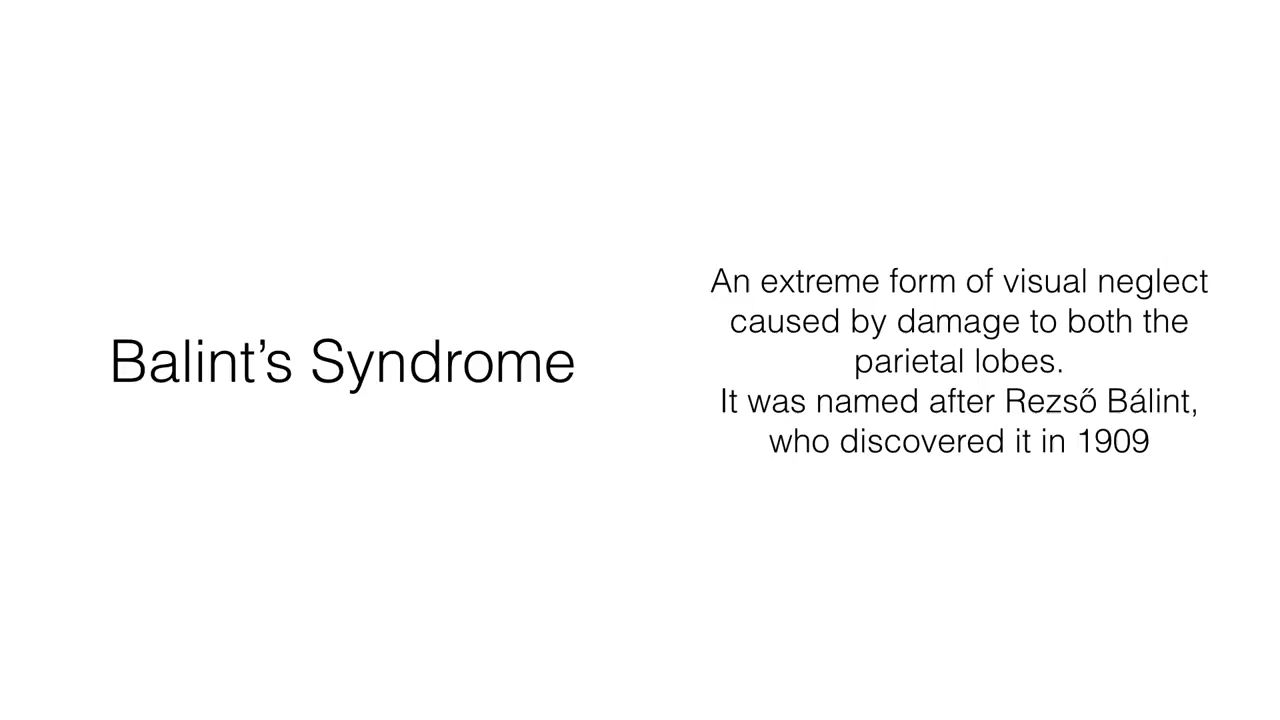 Balint’s Syndrome
An extreme form of visual neglect
caused by damage to both the
parietal lobes.
It was named after Rezső Bálint,
who discovered it in 1909